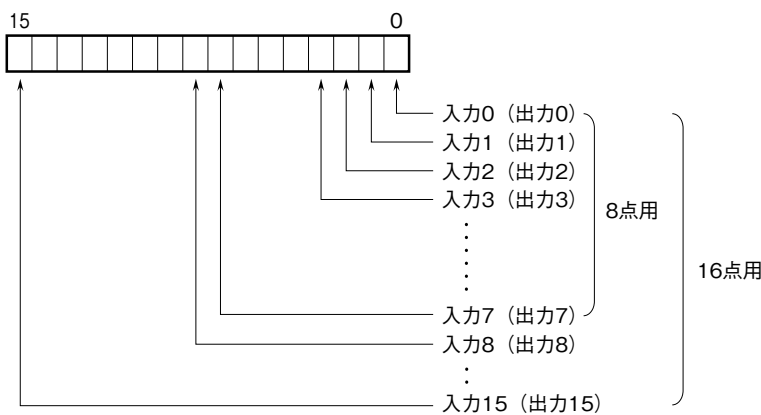 15 0
入力0（出力0）
入力1（出力1）
入力2（出力2）
入力3（出力3）
8点用
16点用
入力7（出力7）
入力8（出力8）
入力15（出力15）